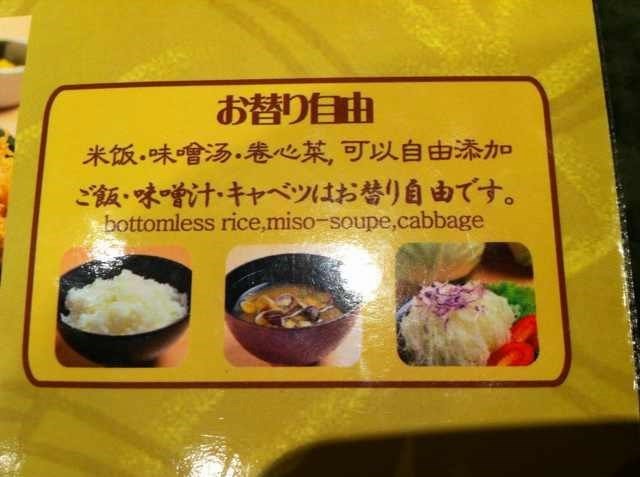 お替り自由
米饭·味噌汤·卷心菜,可以自由添加
ご飯·味噌汁·キャベツはお替り自由です。
bottomless rice,miso-soupe,cabbage